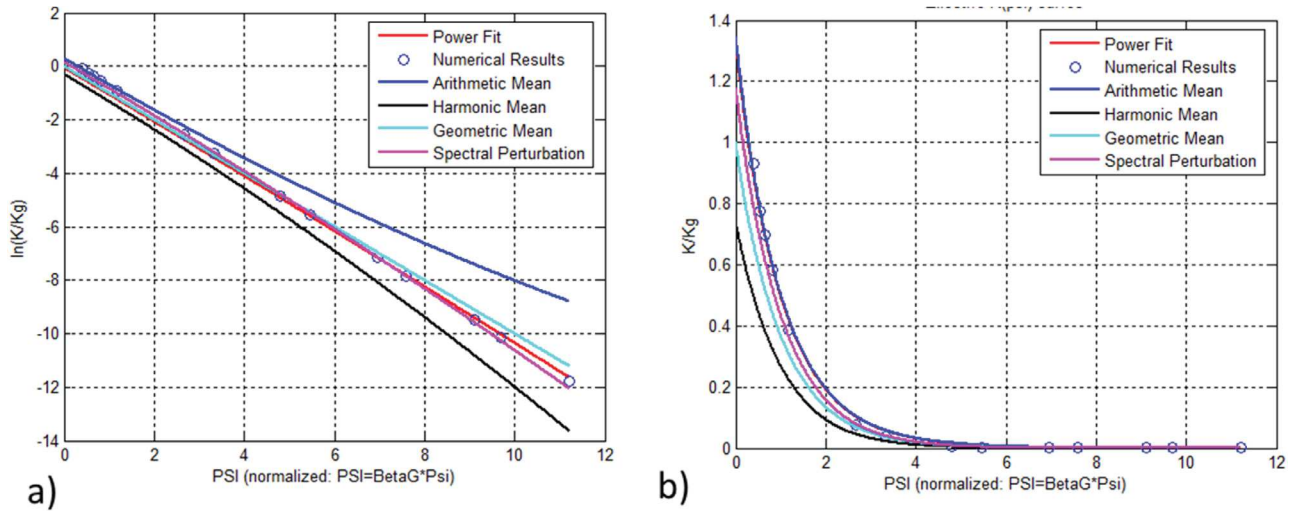 Power Fit
Numerical Results
Arithmetic Mean
Harmonic Mean
Geometric Mean
Spectral Perturbation
ln(K/Kg)
0
-2
-4
-6
-8
-10
-12
-14
0 2 4 6 8 10 12
PSI (normalized: PSI=BetaG*Psi)
a)
Power Fit
Numerical Results
Arithmetic Mean
Harmonic Mean
Geometric Mean
Spectral Perturbation
K/Kg
1.4
1.2
1
0.8
0.6
0.4
0.2
0
0 2 4 6 8 10 12
PSI (normalized: PSI=BetaG*Psi)
b)